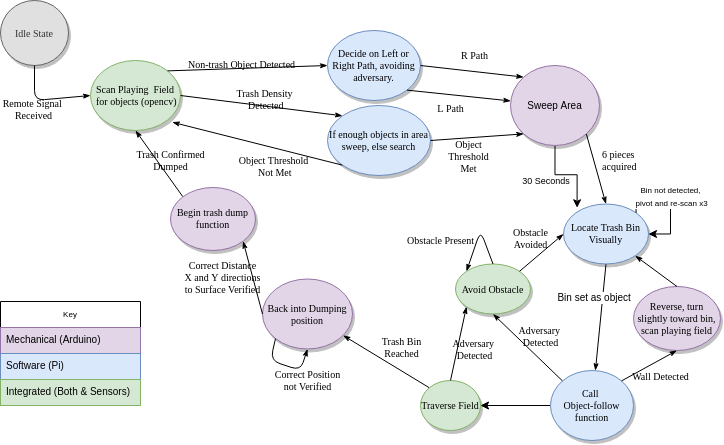 Idle State
Remote Signal
Received
Scan Playing Field
for objects (opencv)
Non-trash Object Detected
Trash Density
Detected
Decide on Left or
Right Path, avoiding
adversary.
If enough objects in area
sweep, else search
Object Threshold
Not Met
R Path
L Path
Object
Threshold
Met
Sweep Area
30 Seconds
6 pieces
acquired
Bin not detected,
pivot and re-scan x3
Locate Trash Bin
Visually
Trash Confirmed
Dumped
Begin trash dump
function
Correct Distance
X and Y directions
to Surface Verified
Back into Dumping
position
Correct Position
not Verified
Obstacle Present
Obstacle
Avoided
Avoid Obstacle
Bin set as object
Reverse, turn
slightly toward bin,
scan playing field
Adversary
Detected
Adversary
Detected
Trash Bin
Reached
Wall Detected
Traverse Field
Call
Object-follow
function
Key
Mechanical (Arduino)
Software (Pi)
Integrated (Both & Sensors)